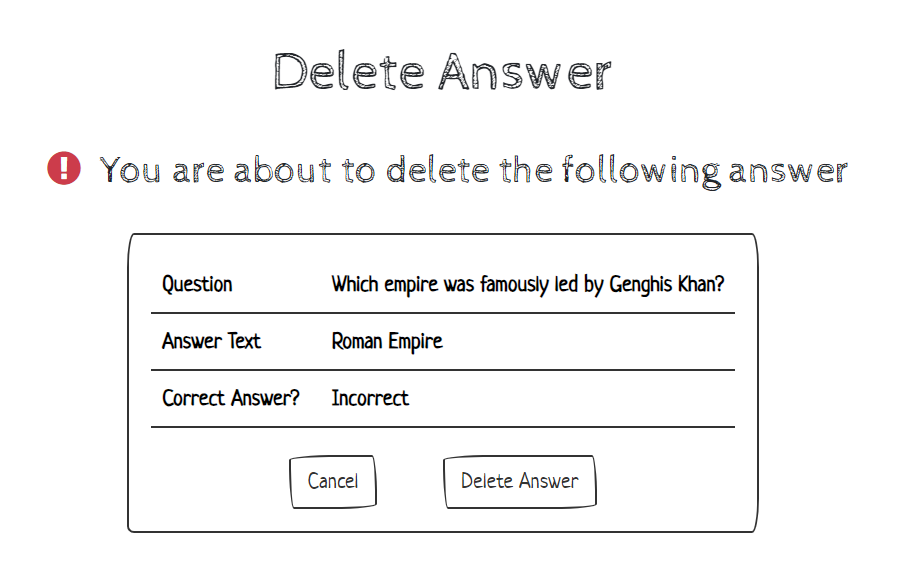 Delete Answer
You are about to delete the following answer
Question Which empire was famously led by Genghis Khan?
Answer Text Roman Empire
Correct Answer? Incorrect
Cancel Delete Answer